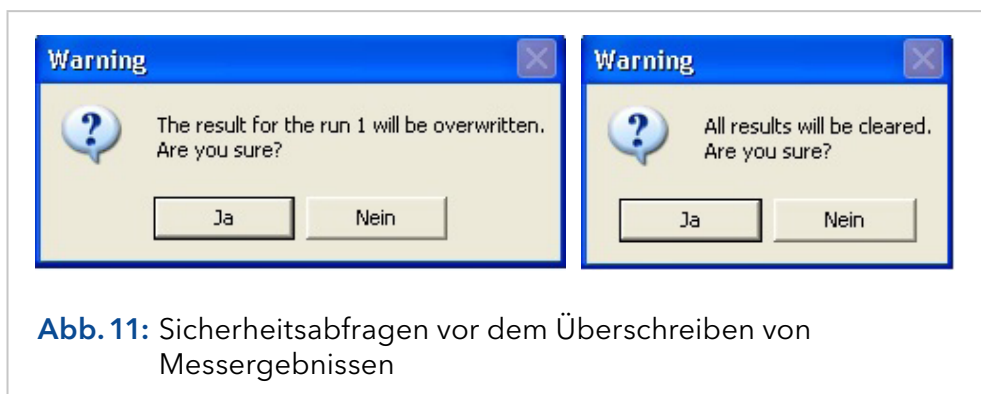 Warning
The result for the run 1 will be overwritten.
Are you sure?
Ja
Nein
Warning
All results will be cleared.
Are you sure?
Ja
Nein
Abb. 11: Sicherheitsabfragen vor dem Überschreiben von
Messergebnissen